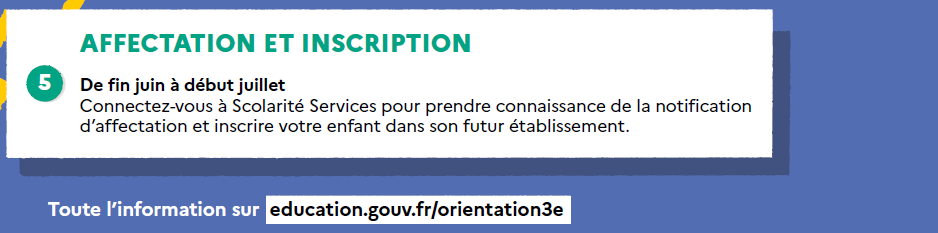 AFFECTATION ET INSCRIPTION
5
De fin juin à début juillet
Connectez-vous à Scolarité Services pour prendre connaissance de la notification
d’affectation et inscrire votre enfant dans son futur établissement.
Toute l’information sur education.gouv.fr/orientation3e